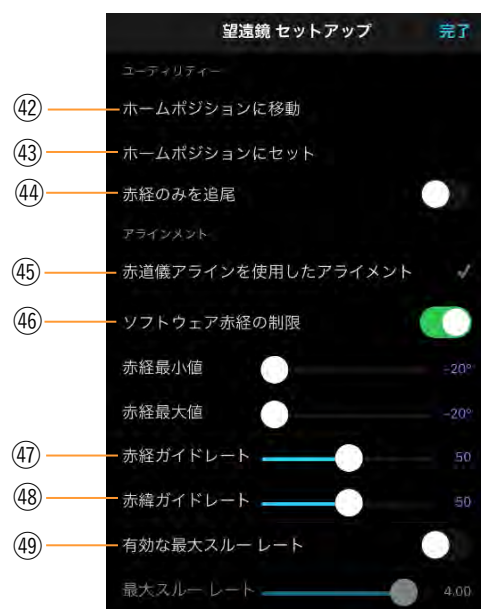 望遠鏡 セットアップ 完了
ユーティリティー
㊷ ホームポジションに移動
㊸ ホームポジションにセット
㊹ 赤経のみを追尾
アラインメント
㊺ 赤道儀アラインを使用したアライメント
㊻ ソフトウェア赤経の制限
赤経最小値 -20°
赤経最大値 -20°
㊼ 赤経ガイドレート 50
㊽ 赤緯ガイドレート 50
㊾ 有効な最大スルー レート
最大スルー レート 4.00